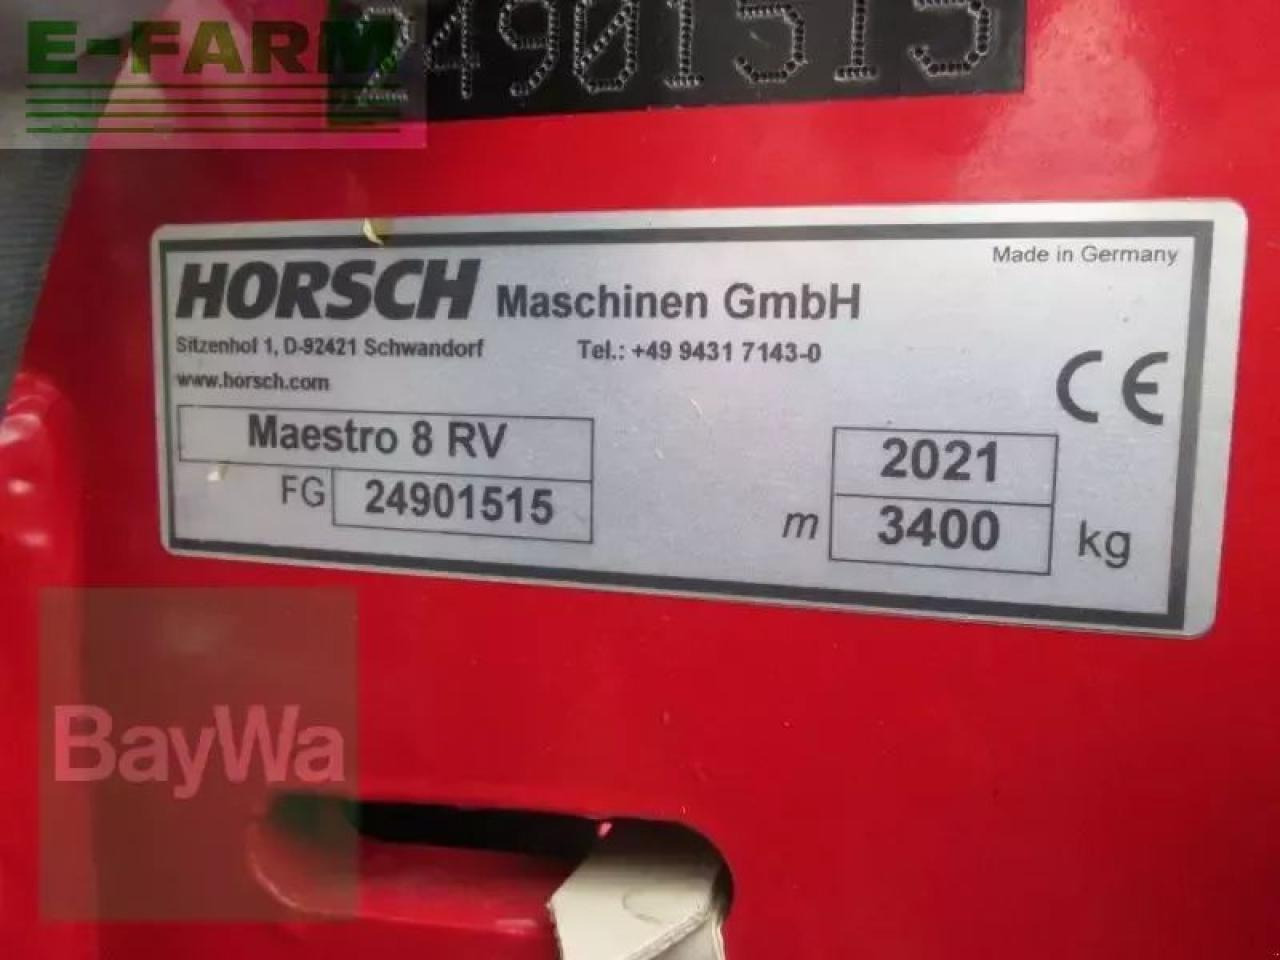 E-FARM
24901515
Made in Germany
HORSCH Maschinen GmbH
Sitzenhof 1, D-92421 Schwandorf Tel.: +49 9431 7143-0
www.horsch.com
CE
Maestro 8 RV 2021
FG 24901515 m 3400 kg
BayWa